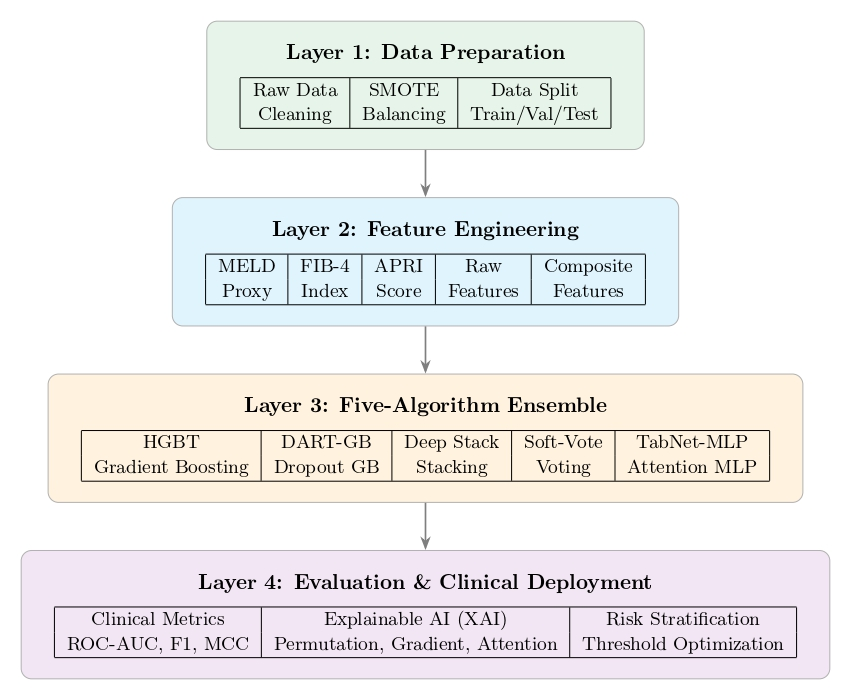 Layer 1: Data Preparation
Raw Data SMOTE Data Split
Cleaning Balancing Train/Val/Test
Layer 2: Feature Engineering
MELD FIB-4 APRI Raw Composite
Proxy Index Score Features Features
Layer 3: Five-Algorithm Ensemble
HGBT DART-GB Deep Stack Soft-Vote TabNet-MLP
Gradient Boosting Dropout GB Stacking Voting Attention MLP
Layer 4: Evaluation & Clinical Deployment
Clinical Metrics Explainable AI (XAI) Risk Stratification
ROC-AUC, F1, MCC Permutation, Gradient, Attention Threshold Optimization